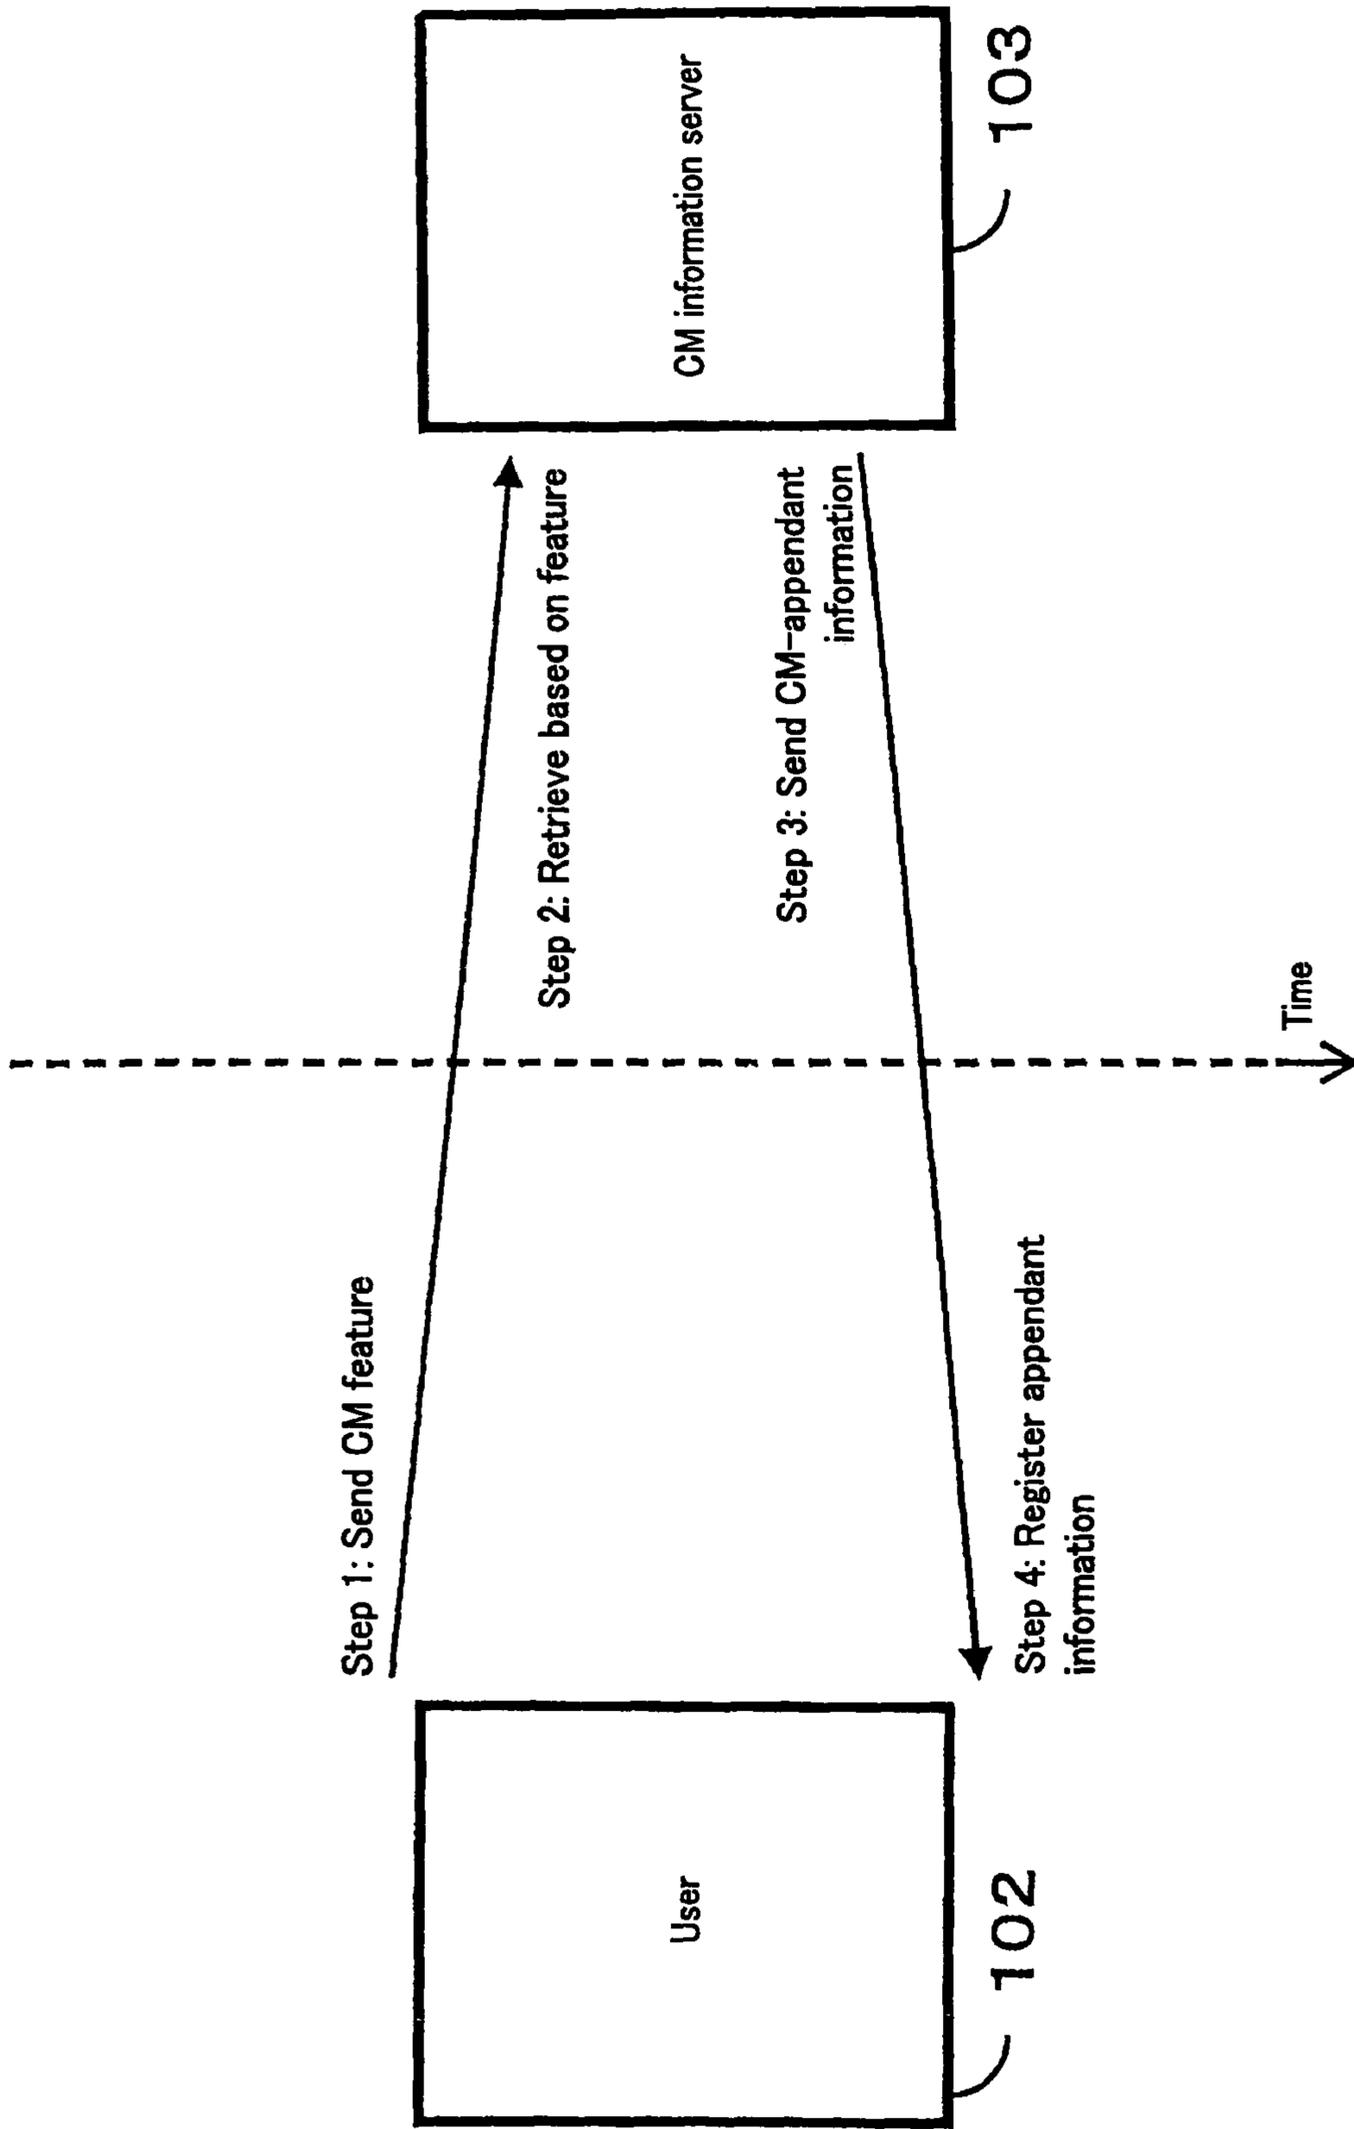 Step 1: Send CM feature
Step 2: Retrieve based on feature
User
CM information server
Step 3: Send CM-appendant
information
102
103
Step 4: Register appendant
information
Time